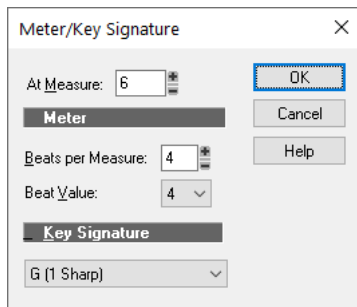 Meter/Key Signature
At Measure: 6
OK
Meter
Cancel
Beats per Measure: 4
Help
Beat Value: 4
Key Signature
G (1 Sharp)